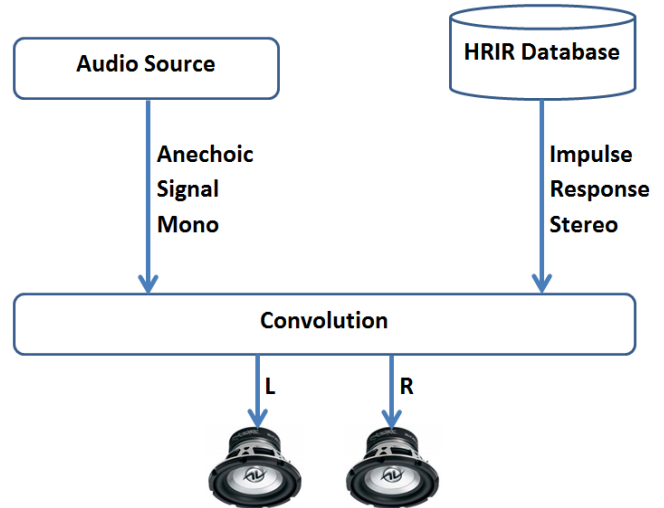 Audio Source
HRIR Database
Anechoic
Signal
Mono
Impulse
Response
Stereo
Convolution
L
R